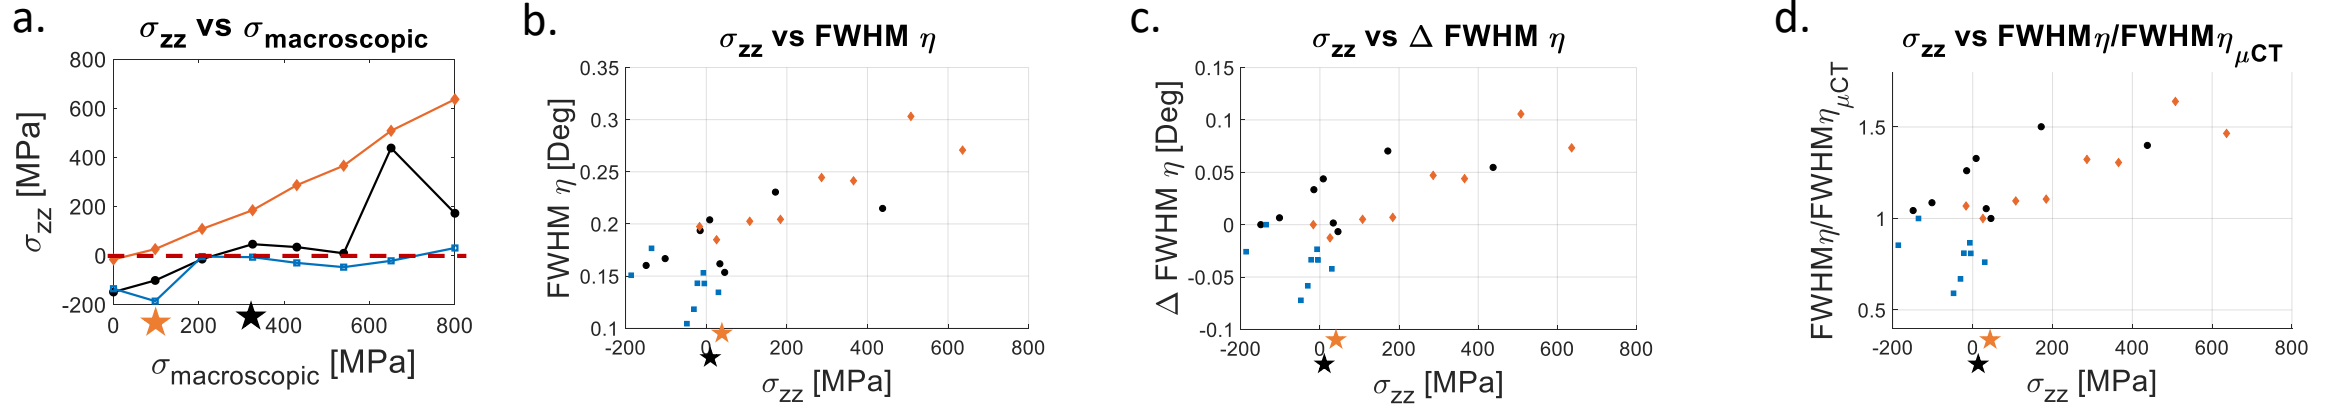 a.
σzz vs σmacroscopic
800
600
400
200
0
-200
0 200 400 600 800
σzz [MPa]
σmacroscopic [MPa]
b.
σzz vs FWHM η
0.35
0.3
0.25
0.2
0.15
0.1
-200 0 200 400 600 800
FWHM η [Deg]
σzz [MPa]
c.
σzz vs Δ FWHM η
0.15
0.1
0.05
0
-0.05
-0.1
-200 0 200 400 600 800
Δ FWHM η [Deg]
σzz [MPa]
d.
σzz vs FWHMη/FWHMημCT
1.5
1
0.5
-200 0 200 400 600 800
FWHMη/FWHMημCT
σzz [MPa]